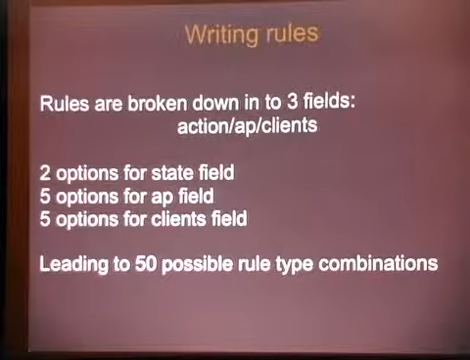 Writing rules
Rules are broken down in to 3 fields:
action/ap/clients
2 options for state field
5 options for ap field
5 options for clients field
Leading to 50 possible rule type combinations